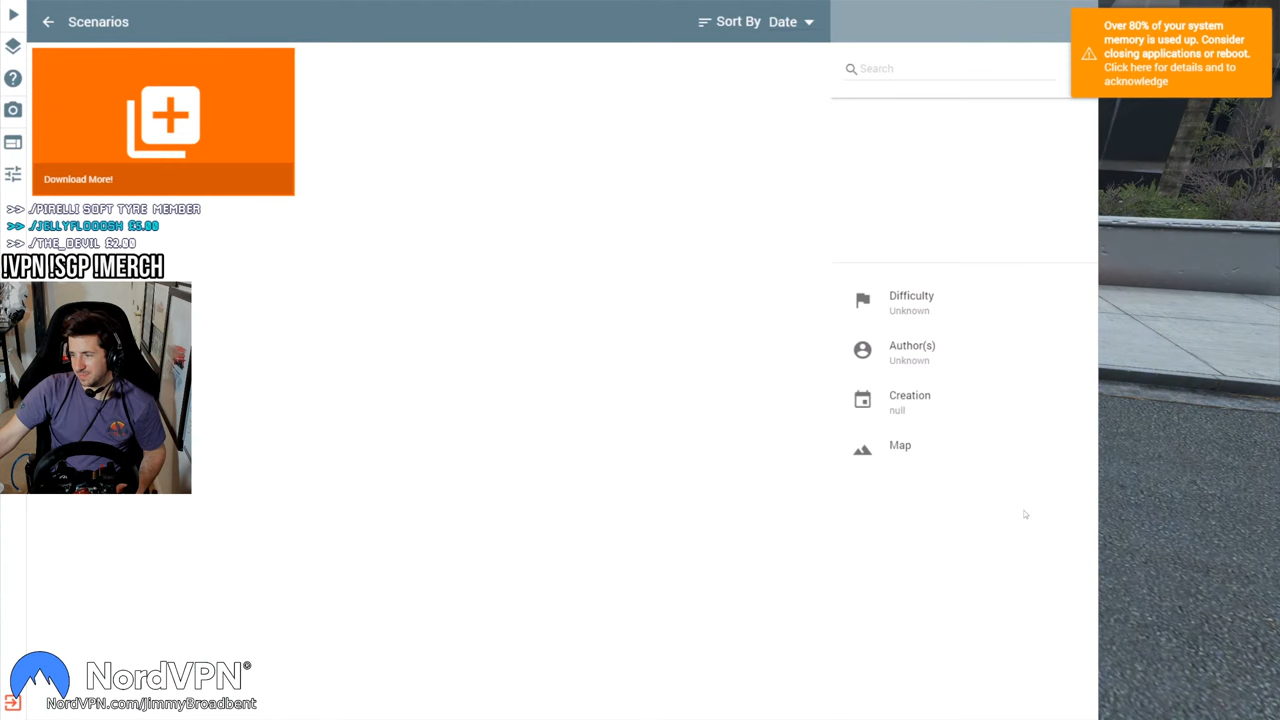 Scenarios
Sort By Date
Over 80% of your system
memory is used up. Consider
closing applications or reboot.
Click here for details and to
acknowledge
Search
Download More!
>> ./PIRELLI SOFT TYRE MEMBER
>> ./JELLYFLOOOSH £5.00
>> ./THE_DEVIL £2.00
!VPN !SGP !MERCH
Difficulty
Unknown
Author(s)
Unknown
Creation
null
Map
NordVPN®
NordVPN.com/JimmyBroadbent